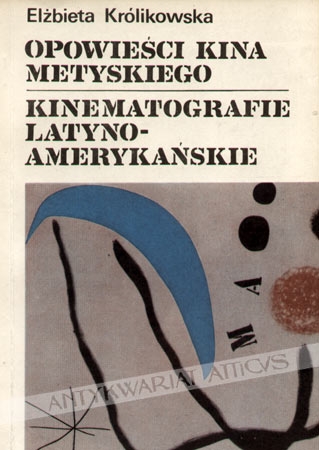 Elżbieta Królikowska
OPOWIEŚCI KINA
METYSKIEGO
KINEMATOGRAFIE
LATYNO-
AMERYKAŃSKIE
M A
ANTYKWARIAT ATTICVS